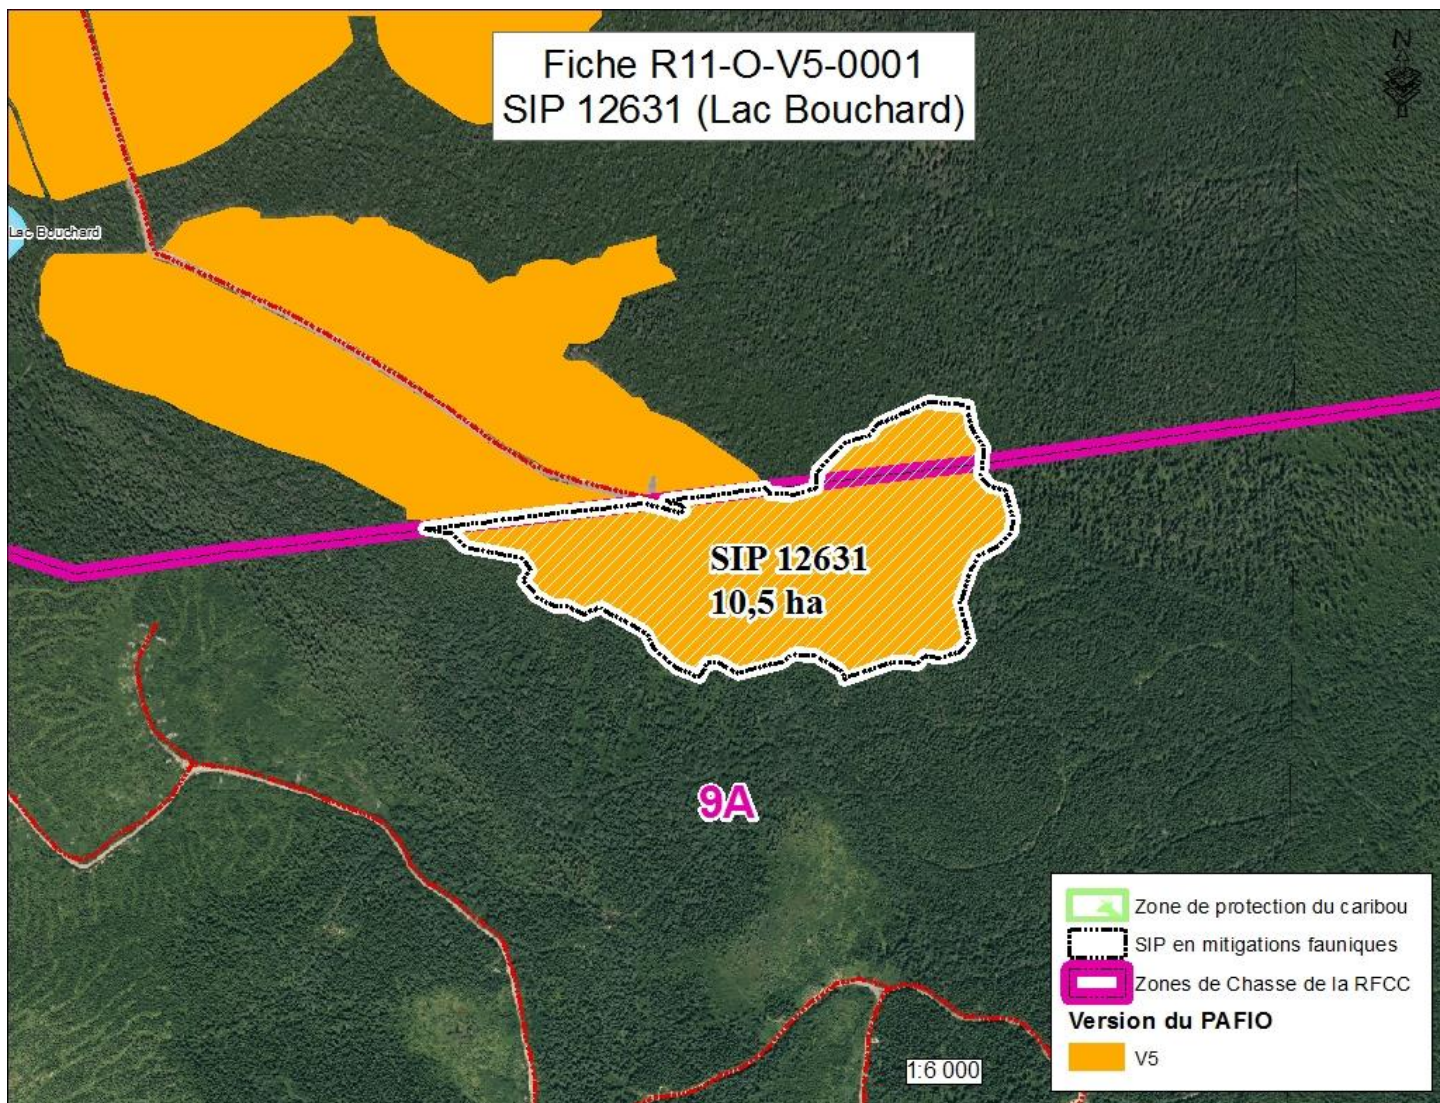 Fiche R11-O-V5-0001
SIP 12631 (Lac Bouchard)
N
Lac Bouchard
SIP 12631
10,5 ha
9A
Zone de protection du caribou
SIP en mitigations fauniques
Zones de Chasse de la RFCC
Version du PAFIO
V5
1:6 000